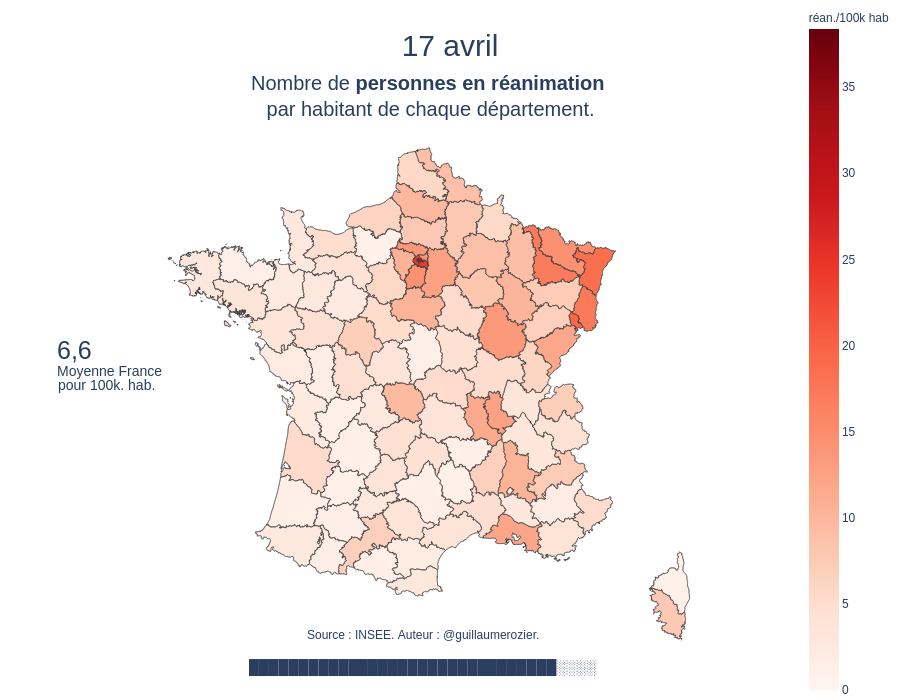 17 avril
Nombre de personnes en réanimation
par habitant de chaque département.
réan./100k hab
35
30
25
20
15
10
5
0
6,6
Moyenne France
pour 100k. hab.
Source : INSEE. Auteur : @guillaumerozier.